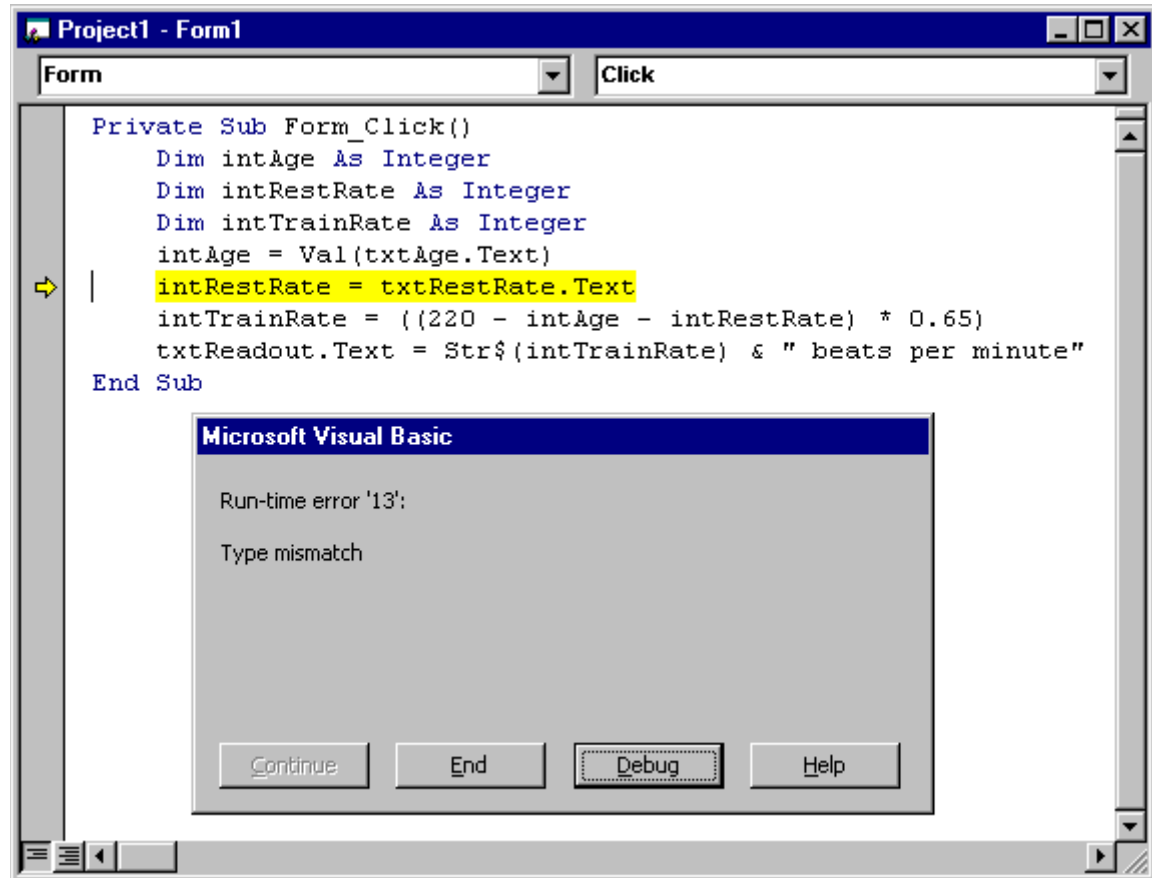 Project1 - Form1
Form
Click
Private Sub Form_Click()
Dim intAge As Integer
Dim intRestRate As Integer
Dim intTrainRate As Integer
intAge = Val(txtAge.Text)
intRestRate = txtRestRate.Text
intTrainRate = ((220 - intAge - intRestRate) * 0.65)
txtReadout.Text = Str$(intTrainRate) & " beats per minute"
End Sub
Microsoft Visual Basic
Run-time error '13':
Type mismatch
Continue
End
Debug
Help